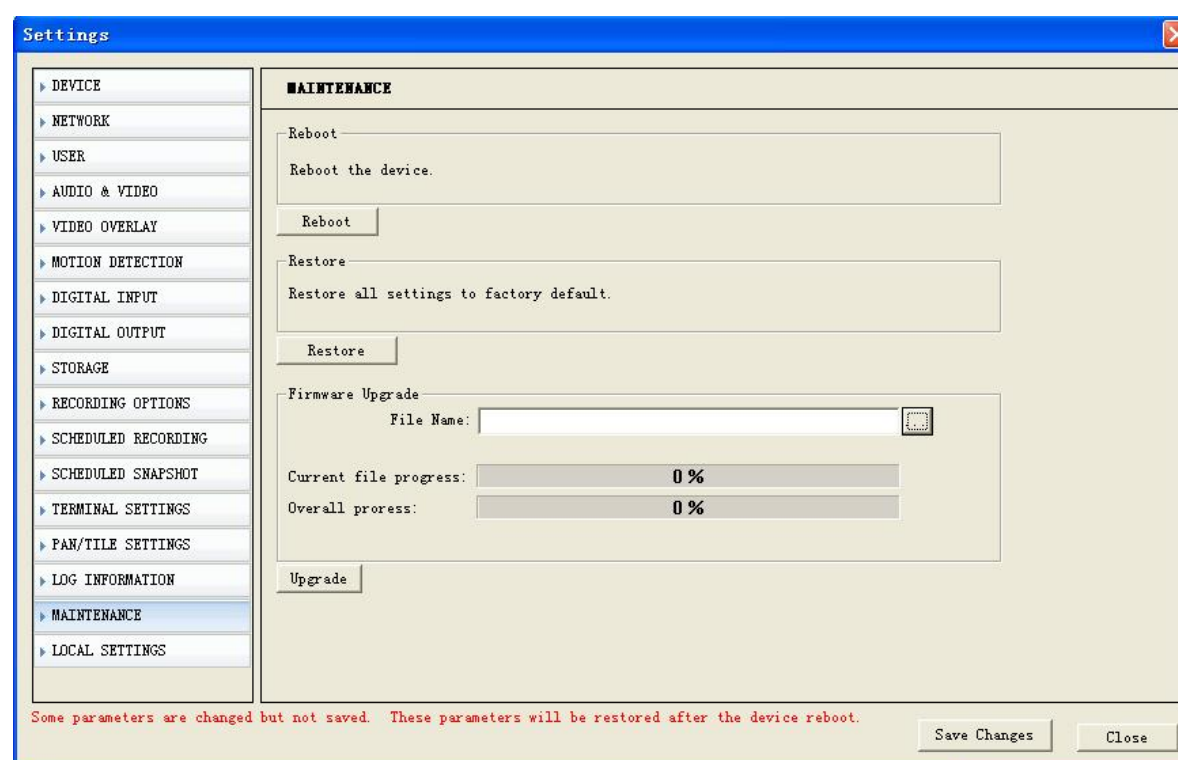 Settings
DEVICE
NETWORK
USER
AUDIO & VIDEO
VIDEO OVERLAY
MOTION DETECTION
DIGITAL INPUT
DIGITAL OUTPUT
STORAGE
RECORDING OPTIONS
SCHEDULED RECORDING
SCHEDULED SNAPSHOT
TERMINAL SETTINGS
PAN/TILE SETTINGS
LOG INFORMATION
MAINTENANCE
LOCAL SETTINGS
MAINTENANCE
Reboot
Reboot the device.
Reboot
Restore
Restore all settings to factory default.
Restore
Firmware Upgrade
File Name:
..
Current file progress: 0 %
Overall proress: 0 %
Upgrade
Some parameters are changed but not saved. These parameters will be restored after the device reboot.
Save Changes
Close